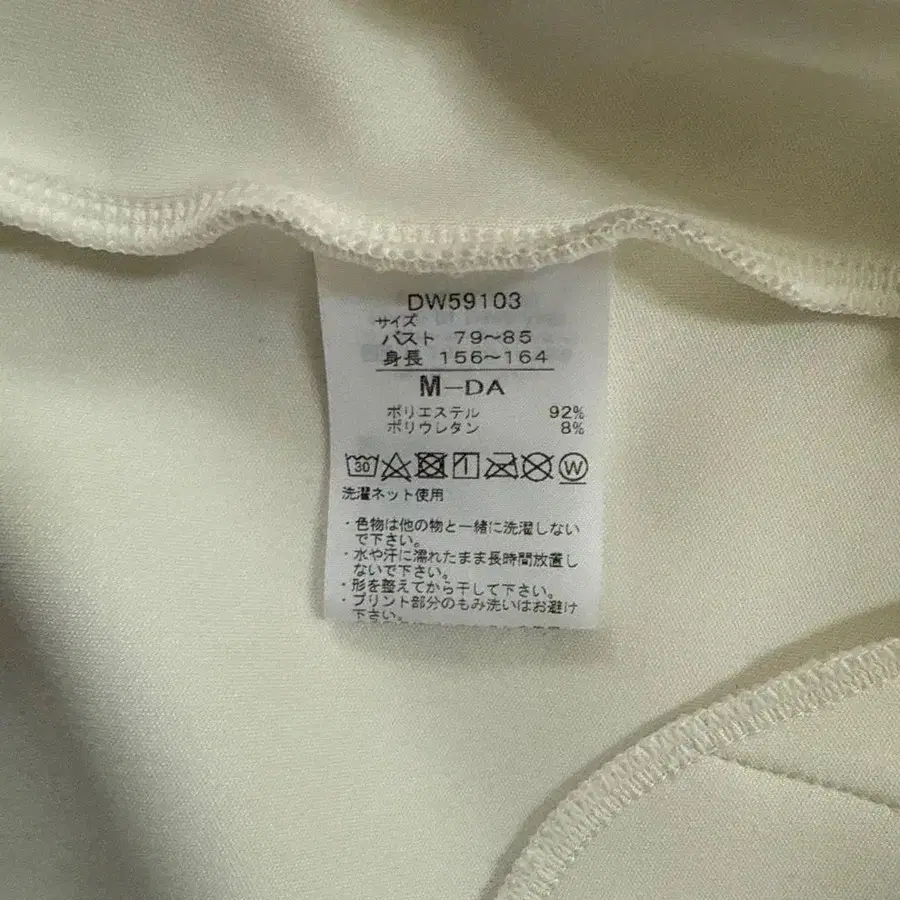 DW59103
サイズ
バスト 79~85
身長 156~164
M-DA
ポリエステル 92%
ポリウレタン 8%
30 W
洗濯ネット使用
・色物は他の物と一緒に洗濯しない
で下さい。
・水や汗に濡れたまま長時間放置し
ないで下さい。
・形を整えてから干して下さい。
・プリント部分のもみ洗いはお避け
下さい。